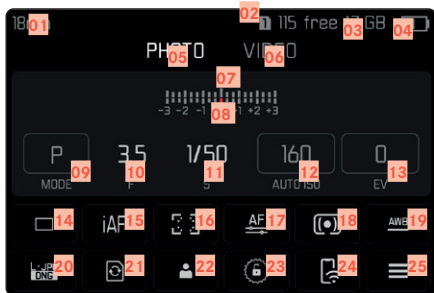 01 02 115 free 03 GB 04
PHOTO VIDEO
05 06
07
08
-3 -2 -1 +1 +2 +3
P 3.5 1/50 160 0
09 10 11 12 13
MODE F S AUTO ISO EV
14 iAF 15 16 AF 17 18 AWB 19
L-JPG DNG 20 21 22 23 24 25